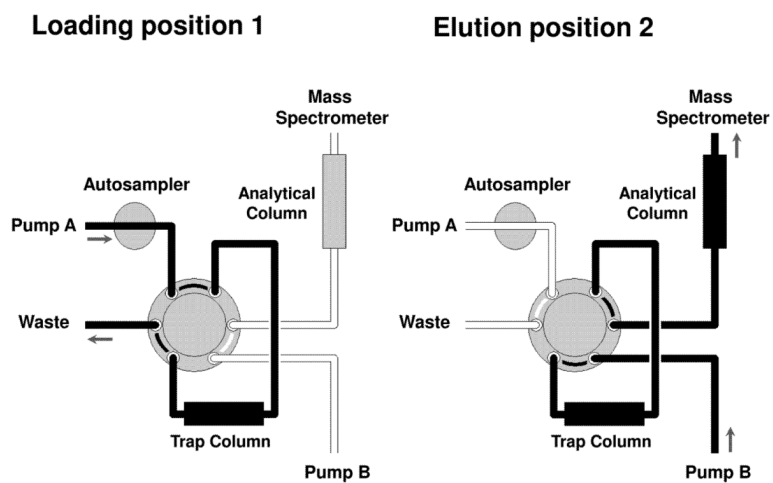 Loading position 1
Mass
Spectrometer
Autosampler
Analytical
Column
Pump A
Waste
Trap Column
Pump B
Elution position 2
Mass
Spectrometer
Autosampler
Analytical
Column
Pump A
Waste
Trap Column
Pump B